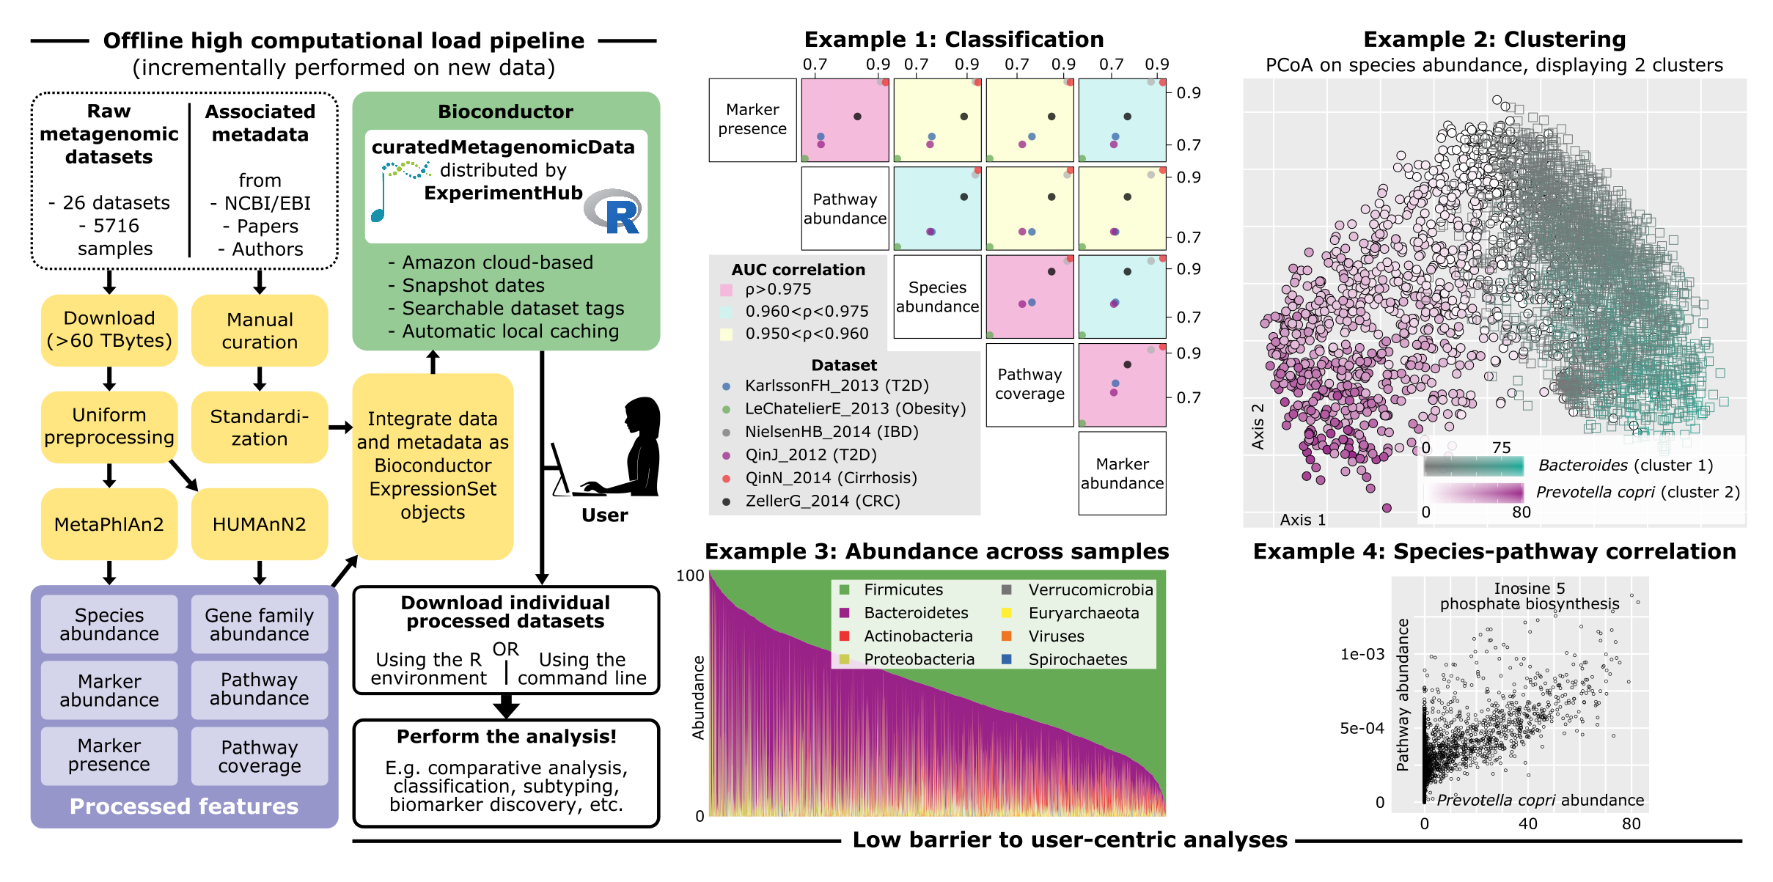 Offline high computational load pipeline
(incrementally performed on new data)
Raw
metagenomic
datasets
- 26 datasets
- 5716
samples
Associated
metadata
from
- NCBI/EBI
- Papers
- Authors
Download
(>60 TBytes)
Manual
curation
Uniform
preprocessing
Standardi-
zation
MetaPhlAn2
HUMAnN2
Integrate data
and metadata as
Bioconductor
ExpressionSet
objects
Species
abundance
Gene family
abundance
Marker
abundance
Pathway
abundance
Marker
presence
Pathway
coverage
Processed features
Bioconductor
curatedMetagenomicData
distributed by
ExperimentHub
R
- Amazon cloud-based
- Snapshot dates
- Searchable dataset tags
- Automatic local caching
User
Download individual
processed datasets
OR
Using the R
environment
Using the
command line
Perform the analysis!
E.g. comparative analysis,
classification, subtyping,
biomarker discovery, etc.
Example 1: Classification
0.7 0.9 0.7 0.9 0.7 0.9 0.7 0.9
Marker
presence
0.9
0.7
Pathway
abundance
0.9
0.7
Species
abundance
0.9
0.7
Pathway
coverage
0.9
0.7
Marker
abundance
AUC correlation
ρ>0.975
0.960<ρ<0.975
0.950<ρ<0.960
Dataset
KarlssonFH_2013 (T2D)
LeChatelierE_2013 (Obesity)
NielsenHB_2014 (IBD)
QinJ_2012 (T2D)
QinN_2014 (Cirrhosis)
ZellerG_2014 (CRC)
Example 2: Clustering
PCoA on species abundance, displaying 2 clusters
Axis 2
Axis 1
0 75
Bacteroides (cluster 1)
Prevotella copri (cluster 2)
0 80
Example 3: Abundance across samples
100
Abundance
0
Firmicutes
Bacteroidetes
Actinobacteria
Proteobacteria
Verrucomicrobia
Euryarchaeota
Viruses
Spirochaetes
Example 4: Species-pathway correlation
Inosine 5
phosphate biosynthesis
Pathway abundance
1e-03
5e-04
0
Prevotella copri abundance
0 40 80
Low barrier to user-centric analyses